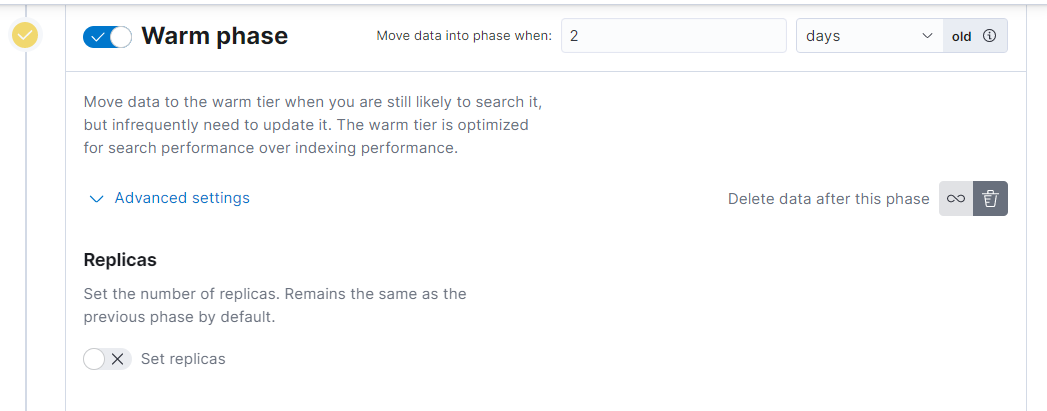 Warm phase
Move data into phase when: 2 days old
Move data to the warm tier when you are still likely to search it,
but infrequently need to update it. The warm tier is optimized
for search performance over indexing performance.
Advanced settings
Delete data after this phase
Replicas
Set the number of replicas. Remains the same as the
previous phase by default.
Set replicas